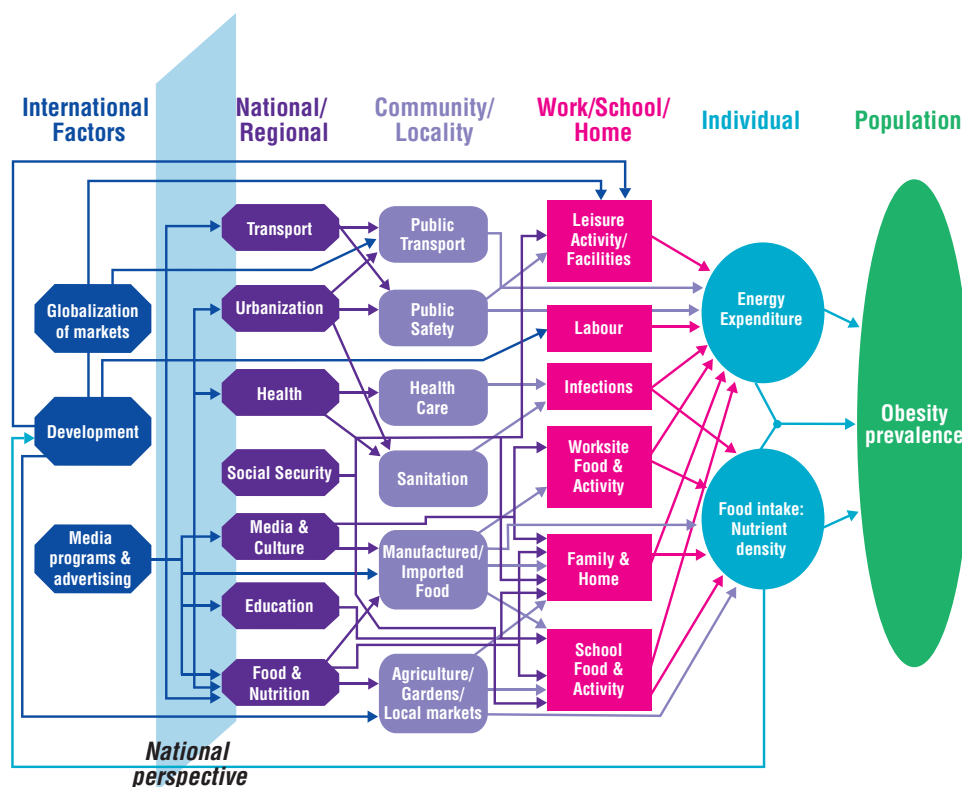 International
Factors
National/
Regional
Community/
Locality
Work/School/
Home
Individual
Population
Globalization
of markets
Development
Media
programs &
advertising
Transport
Urbanization
Health
Social Security
Media &
Culture
Education
Food &
Nutrition
Public
Transport
Public
Safety
Health
Care
Sanitation
Manufactured/
Imported
Food
Agriculture/
Gardens/
Local markets
Leisure
Activity/
Facilities
Labour
Infections
Worksite
Food &
Activity
Family &
Home
School
Food &
Activity
Energy
Expenditure
Food intake:
Nutrient
density
Obesity
prevalence
National
perspective